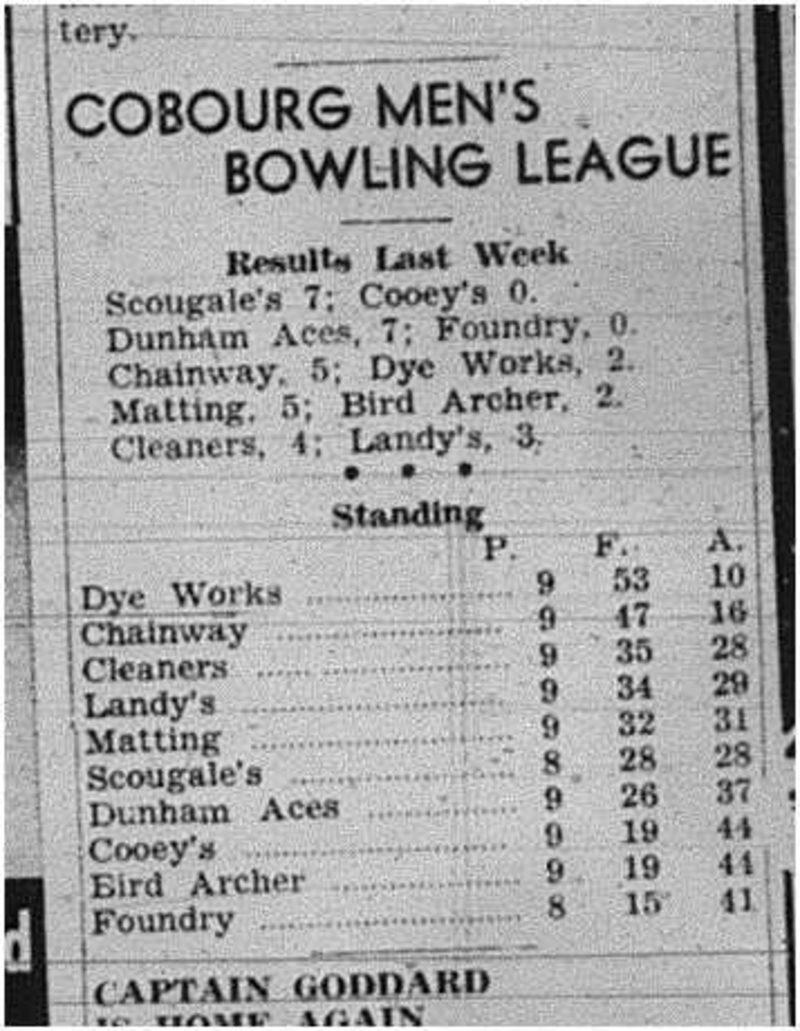 tery.
COBOURG MEN'S
BOWLING LEAGUE
Results Last Week
Scougale's 7; Cooey's 0.
Dunham Aces, 7; Foundry, 0.
Chainway, 5; Dye Works, 2.
Matting, 5; Bird Archer, 2.
Cleaners, 4; Landy's, 3.
Standing
P. F. A.
Dye Works 9 53 10
Chainway 9 47 16
Cleaners 9 35 28
Landy's 9 34 29
Matting 9 32 31
Scougale's 8 28 28
Dunham Aces 9 26 37
Cooey's 9 19 44
Bird Archer 9 19 44
Foundry 8 15 41
d
CAPTAIN GODDARD
IS HOME AGAIN